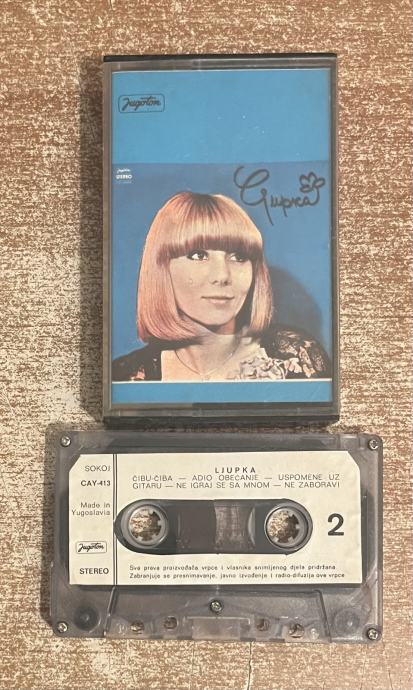 Jugoton
Jugoton
STEREO
Ljupka
SOKOJ
CAY-413
Made in
Yugoslavia
Jugoton
STEREO
LJUPKA
ČIBU-ČIBA — ADIO OBEĆANJE — USPOMENE UZ
GITARU — NE IGRAJ SE SA MNOM — NE ZABORAVI
2
Sva prava proizvođača vrpce i vlasnika snimljenog djela pridržana
Zabranjuje se presnimavanje, javno izvođenje i radio-difuzija ove vrpce